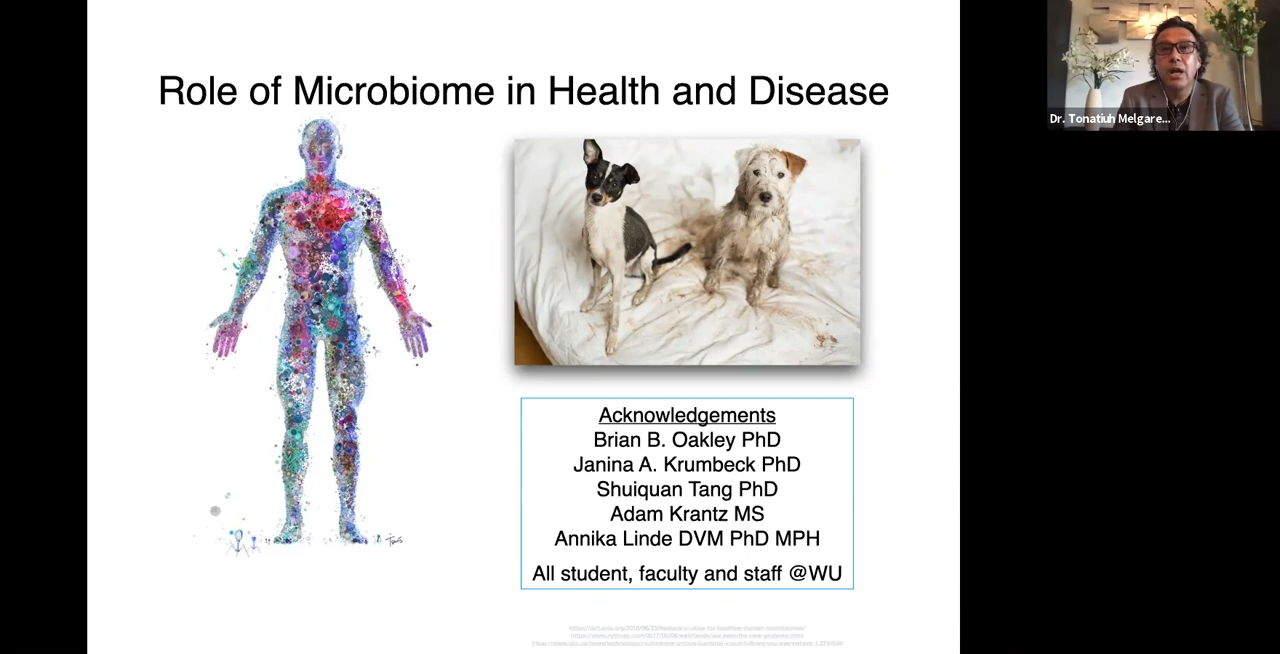 Role of Microbiome in Health and Disease
Dr. Tonatiuh Melgare...
Acknowledgements
Brian B. Oakley PhD
Janina A. Krumbeck PhD
Shuiquan Tang PhD
Adam Krantz MS
Annika Linde DVM PhD MPH
All student, faculty and staff @WU